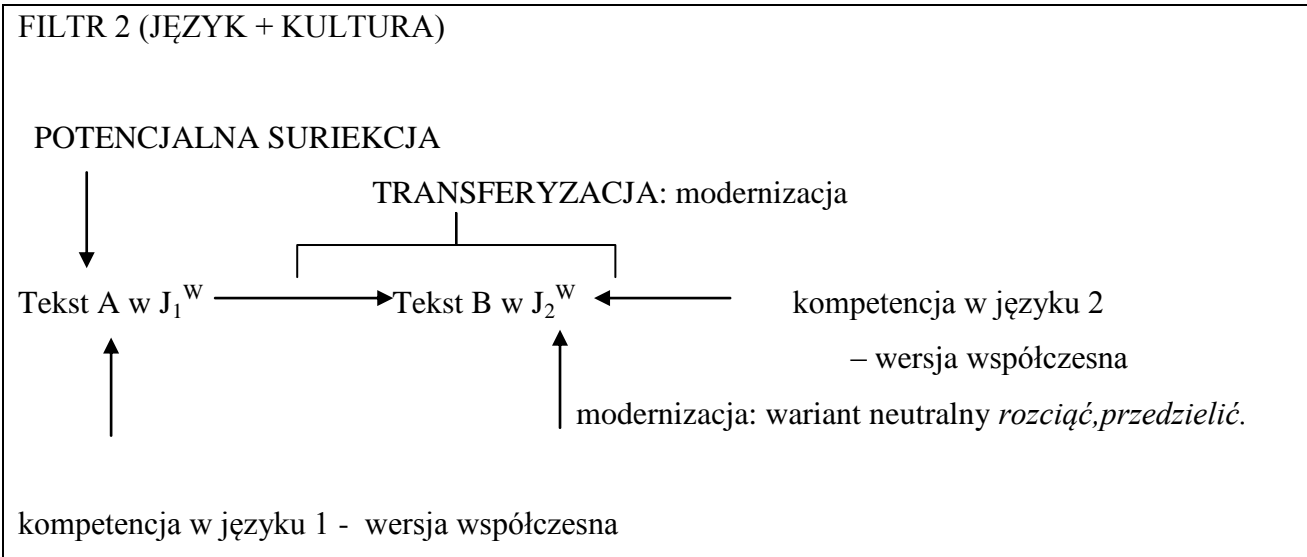 FILTR 2 (JĘZYK + KULTURA)
POTENCJALNA SURIEKCJA
TRANSFERYZACJA: modernizacja
Tekst A w J₁ᵂ Tekst B w J₂ᵂ kompetencja w języku 2
– wersja współczesna
modernizacja: wariant neutralny rozciąć,przedzielić.
kompetencja w języku 1 - wersja współczesna